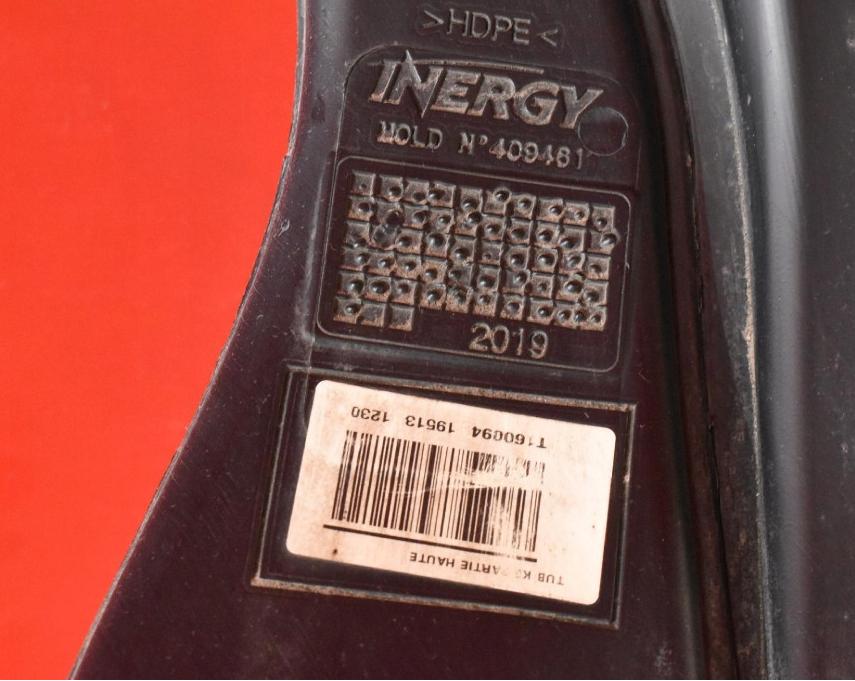 >HDPE<
INERGY
MOLD N°409461
2019
TUB PARTIE HAUTE
T160094 19513 1230